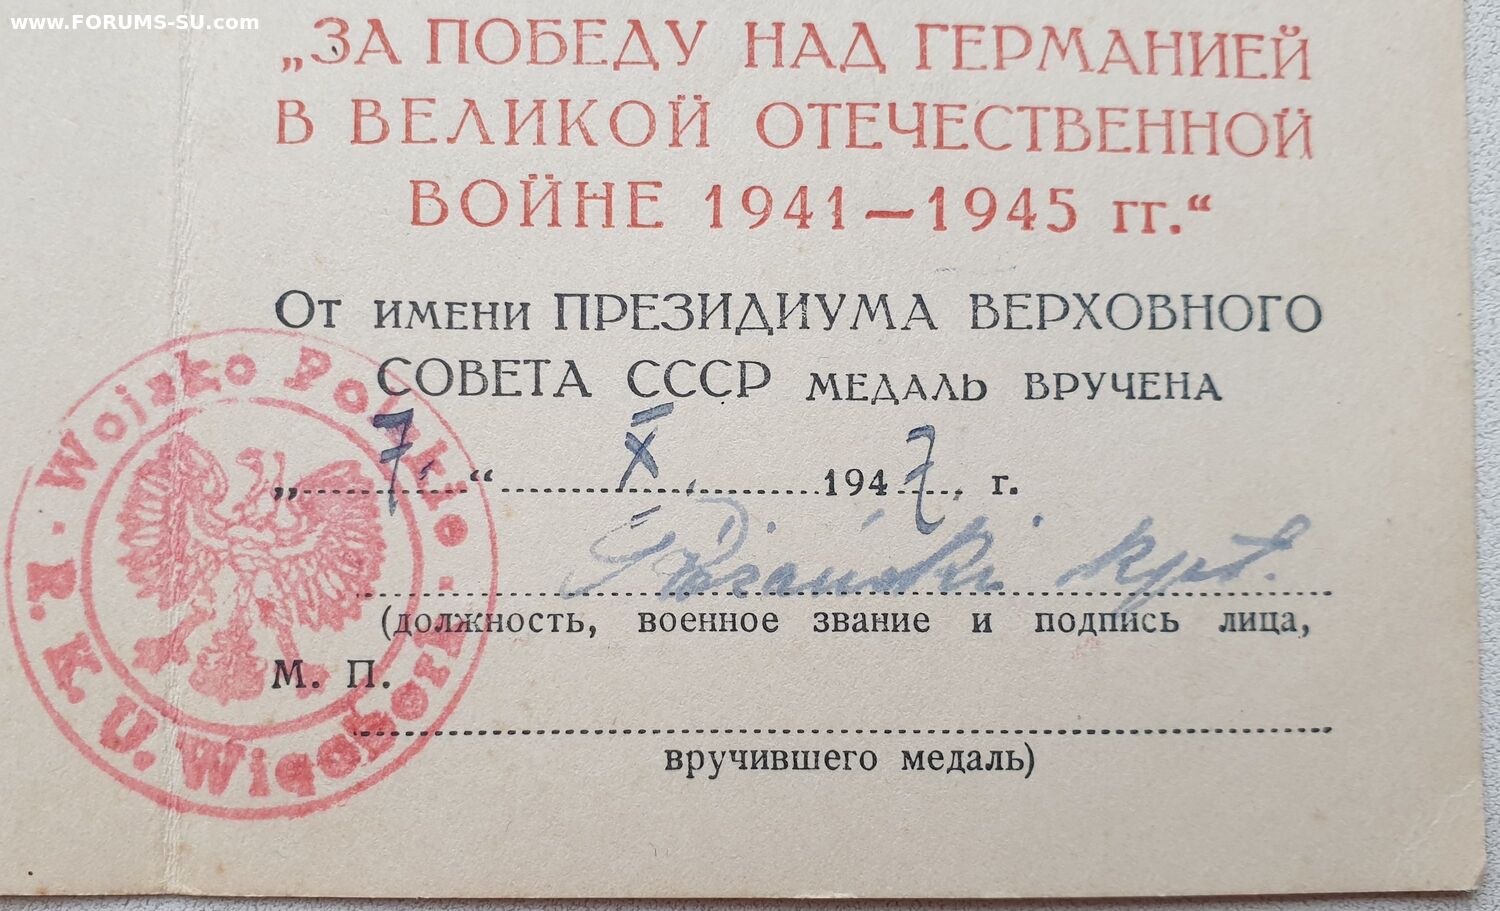 www.FORUMS-SU.com
„ЗА ПОБЕДУ НАД ГЕРМАНИЕЙ
В ВЕЛИКОЙ ОТЕЧЕСТВЕННОЙ
ВОЙНЕ 1941—1945 гг.“
От имени ПРЕЗИДИУМА ВЕРХОВНОГО
СОВЕТА СССР МЕДАЛЬ ВРУЧЕНА
„7.“ X. 1947. г.
kpt.
(должность, военное звание и подпись лица,
М. П.
вручившего медаль)
Wojsko Polskie
R. K. U. Więcbork